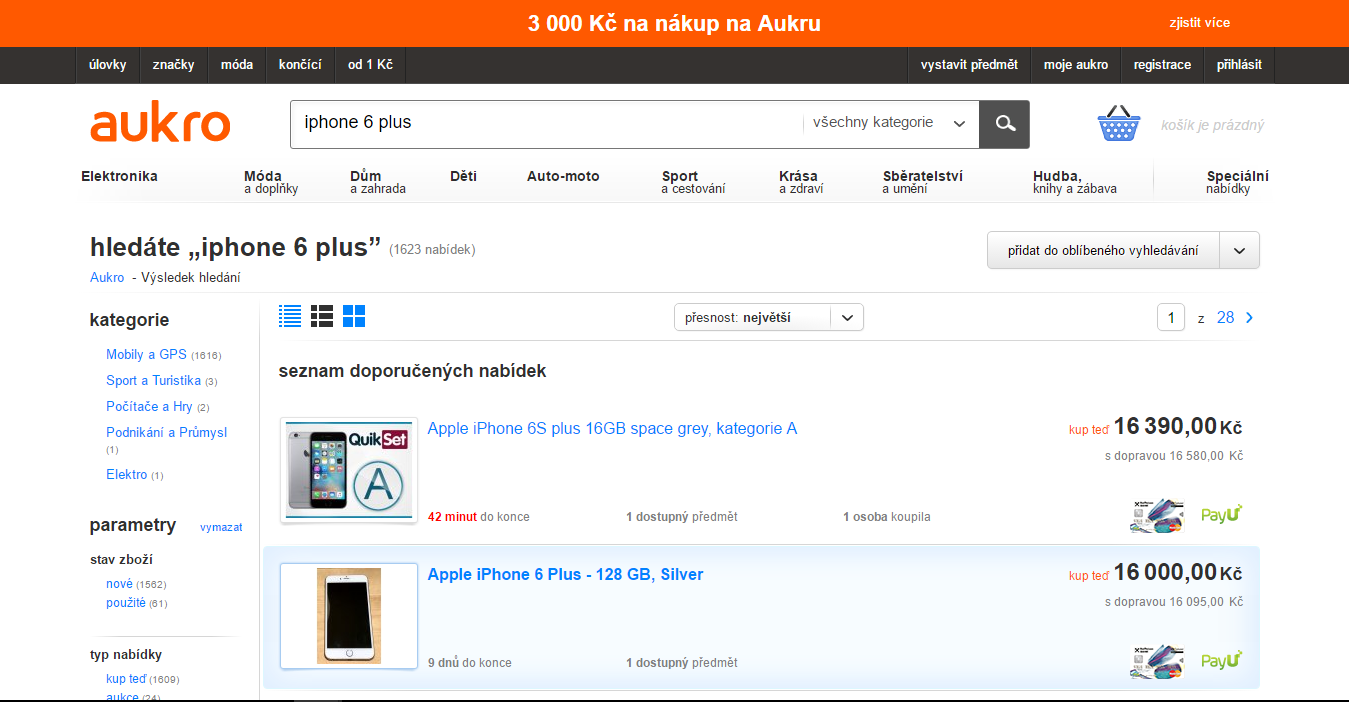 3 000 Kč na nákup na Aukru
zjistit více
úlovky značky móda končící od 1 Kč vystavit předmět moje aukro registrace přihlásit
aukro
iphone 6 plus
všechny kategorie
košík je prázdný
Elektronika Móda Dům Děti Auto-moto Sport Krása Sběratelství Hudba, Speciální
a doplňky a zahrada a cestování a zdraví a umění knihy a zábava nabídky
hledáte „iphone 6 plus” (1623 nabídek)
přidat do oblíbeného vyhledávání
Aukro - Výsledek hledání
kategorie
Mobily a GPS (1616)
Sport a Turistika (3)
Počítače a Hry (2)
Podnikání a Průmysl
(1)
Elektro (1)
parametry vymazat
stav zboží
nové (1562)
použité (61)
typ nabídky
kup teď (1609)
aukce (24)
přesnost: největší
1 z 28
seznam doporučených nabídek
QuikSet
A
Apple iPhone 6S plus 16GB space grey, kategorie A
kup teď 16 390,00 Kč
s dopravou 16 580,00 Kč
42 minut do konce 1 dostupný předmět 1 osoba koupila
PayU
Apple iPhone 6 Plus - 128 GB, Silver
kup teď 16 000,00 Kč
s dopravou 16 095,00 Kč
9 dnů do konce 1 dostupný předmět
PayU